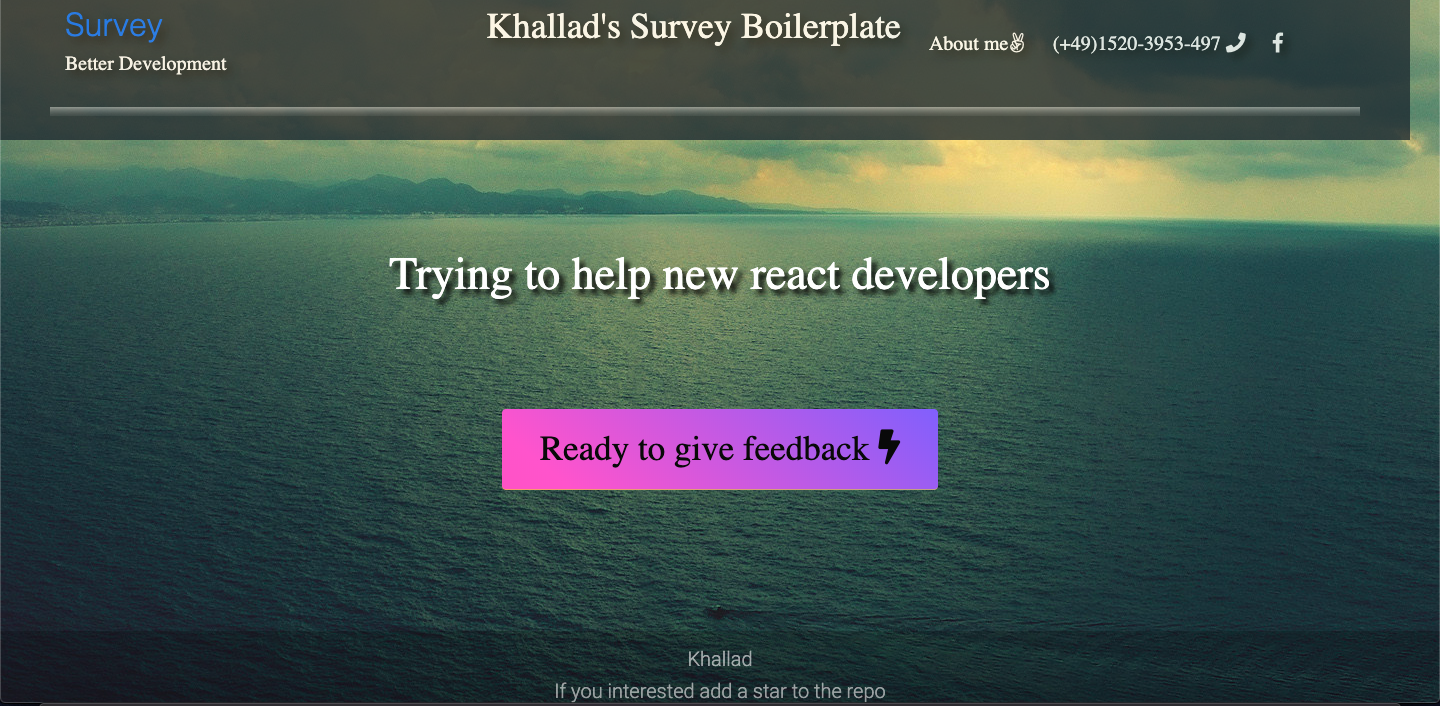 Survey
Better Development
Khallad's Survey Boilerplate
About me✌
(+49)1520-3953-497
Trying to help new react developers
Ready to give feedback
Khallad
If you interested add a star to the repo